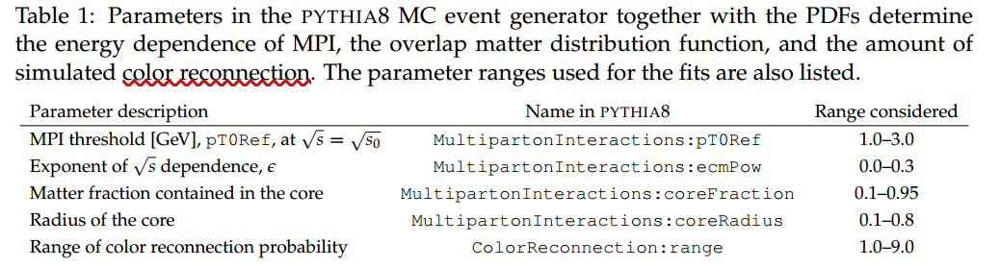 Table 1: Parameters in the PYTHIA8 MC event generator together with the PDFs determine
the energy dependence of MPI, the overlap matter distribution function, and the amount of
simulated color reconnection. The parameter ranges used for the fits are also listed.
Parameter description Name in PYTHIA8 Range considered
MPI threshold [GeV], pT0Ref, at √s = √s₀ MultipartonInteractions:pT0Ref 1.0–3.0
Exponent of √s dependence, ϵ MultipartonInteractions:ecmPow 0.0–0.3
Matter fraction contained in the core MultipartonInteractions:coreFraction 0.1–0.95
Radius of the core MultipartonInteractions:coreRadius 0.1–0.8
Range of color reconnection probability ColorReconnection:range 1.0–9.0